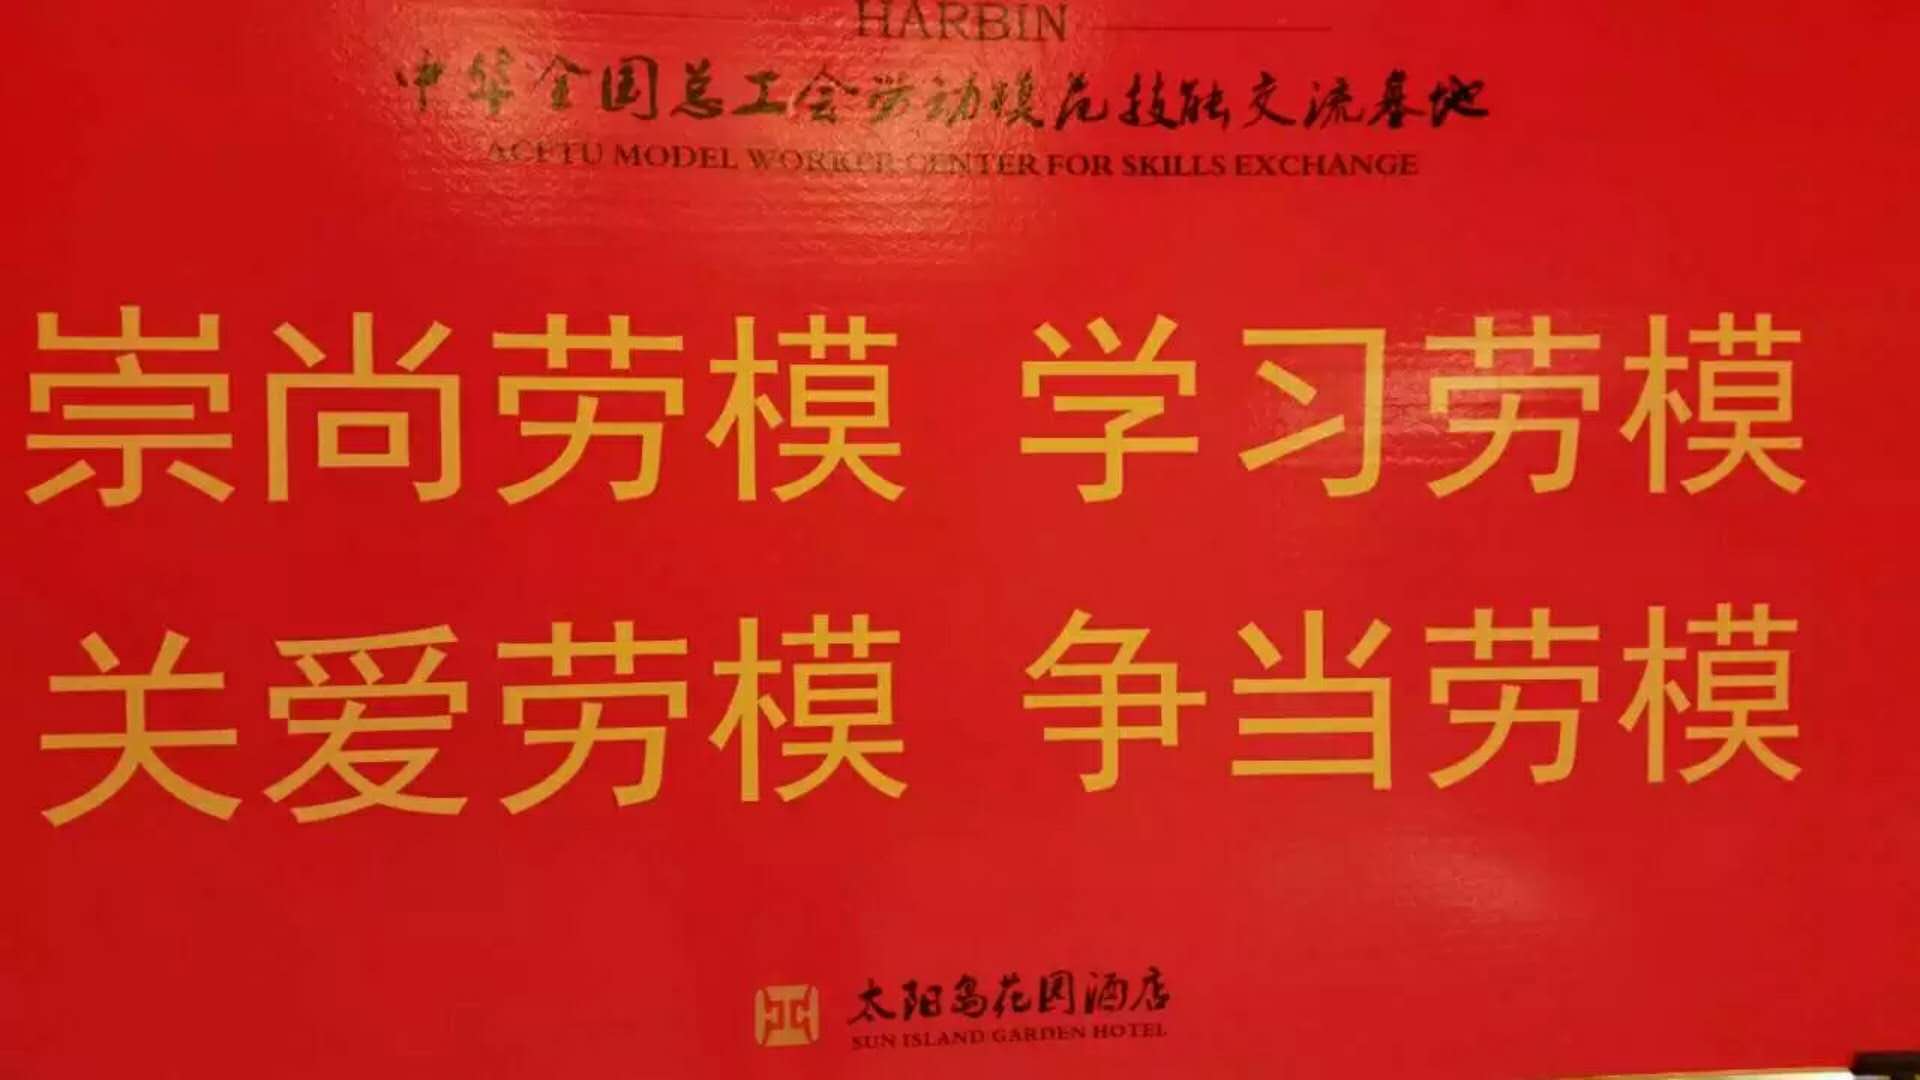 HARBIN
中华全国总工会劳动模范技能交流基地
ACFTU MODEL WORKER CENTER FOR SKILLS EXCHANGE
崇尚劳模 学习劳模
关爱劳模 争当劳模
太阳岛花园酒店
SUN ISLAND GARDEN HOTEL